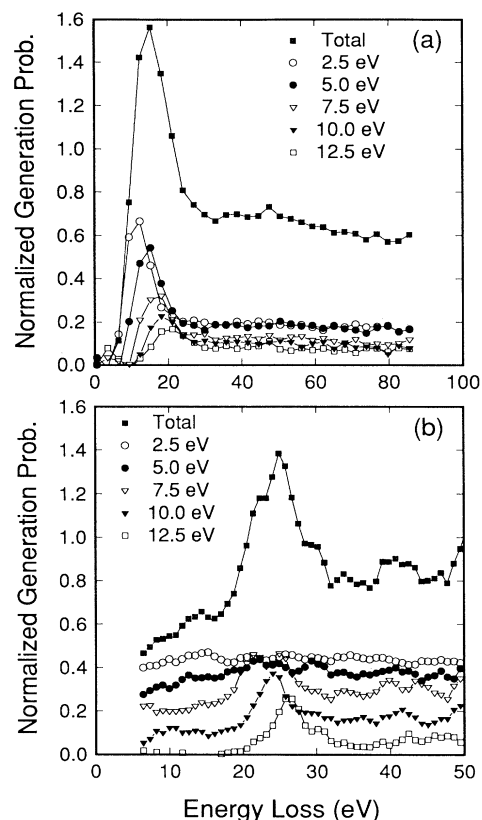 Normalized Generation Prob.
1.6
1.4
1.2
1.0
0.8
0.6
0.4
0.2
0.0
Total
2.5 eV
5.0 eV
7.5 eV
10.0 eV
12.5 eV
(a)
0
20
40
60
80
100
Normalized Generation Prob.
1.6
1.4
1.2
1.0
0.8
0.6
0.4
0.2
0.0
Total
2.5 eV
5.0 eV
7.5 eV
10.0 eV
12.5 eV
(b)
0
10
20
30
40
50
Energy Loss (eV)